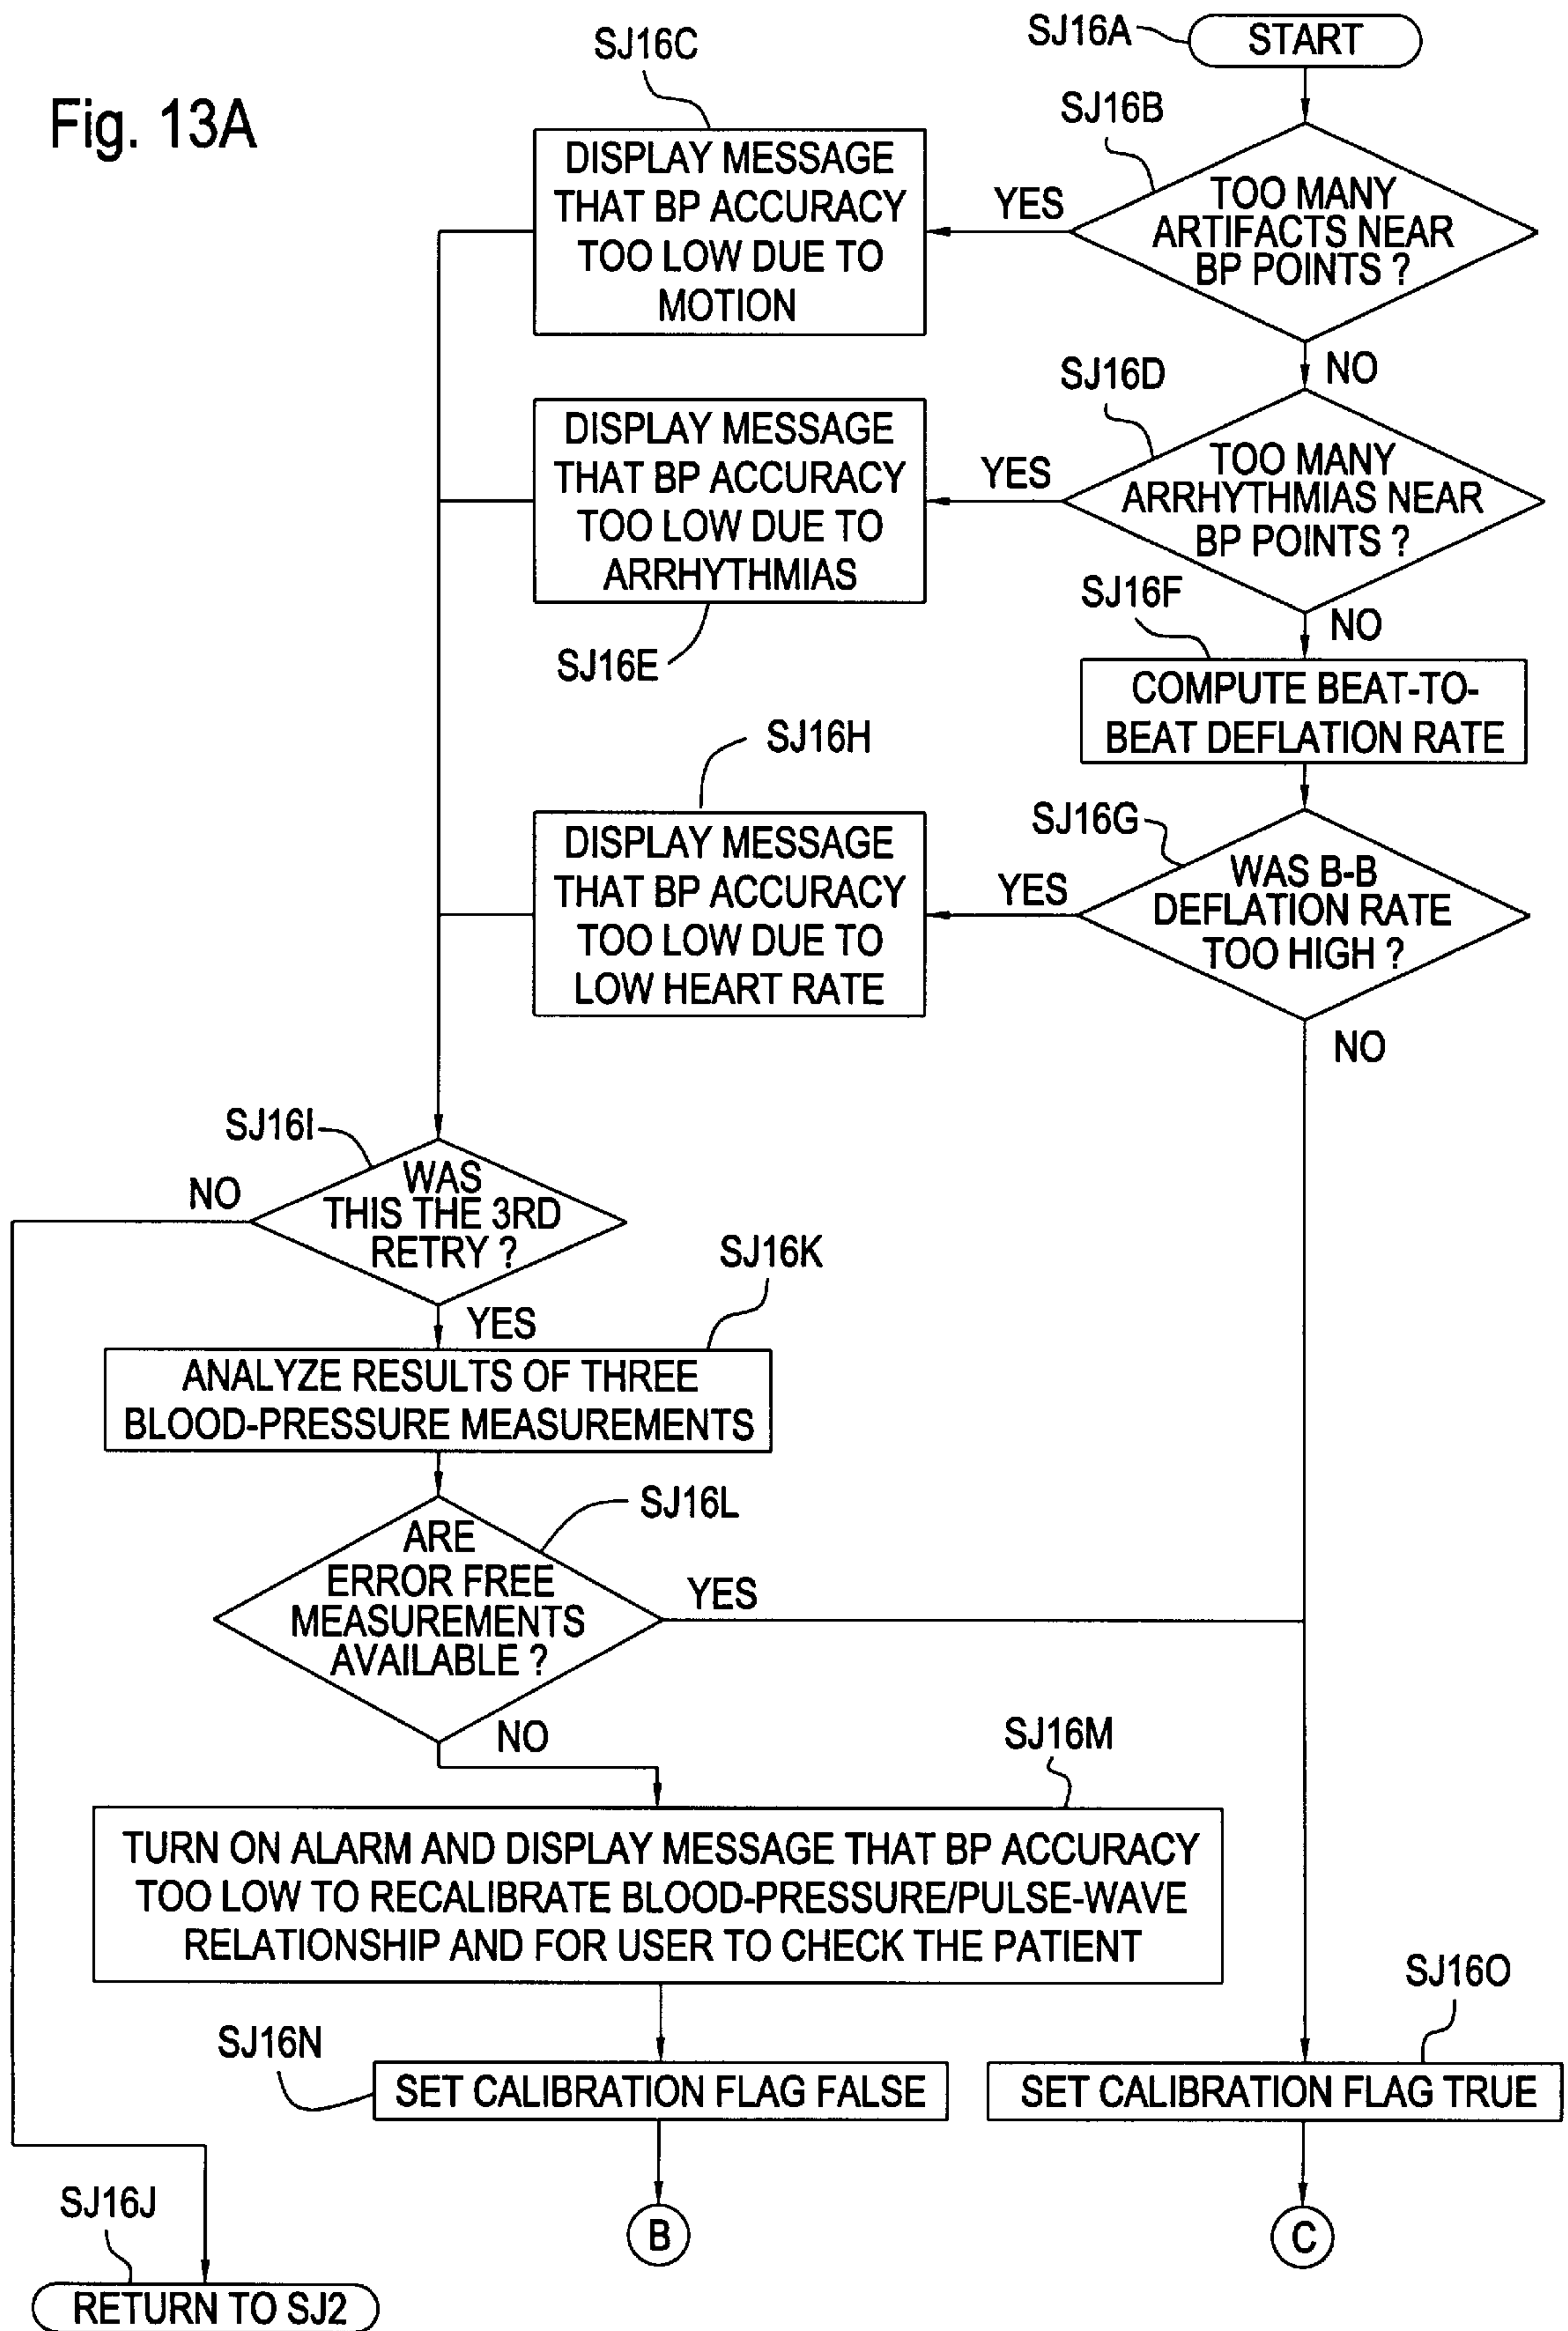 Fig. 13A
SJ16A
START
SJ16C
SJ16B
DISPLAY MESSAGE
THAT BP ACCURACY
TOO LOW DUE TO
MOTION
YES
TOO MANY
ARTIFACTS NEAR
BP POINTS ?
NO
SJ16D
DISPLAY MESSAGE
THAT BP ACCURACY
TOO LOW DUE TO
ARRHYTHMIAS
YES
TOO MANY
ARRHYTHMIAS NEAR
BP POINTS ?
SJ16E
NO
SJ16F
COMPUTE BEAT-TO-
BEAT DEFLATION RATE
SJ16H
SJ16G
DISPLAY MESSAGE
THAT BP ACCURACY
TOO LOW DUE TO
LOW HEART RATE
YES
WAS B-B
DEFLATION RATE
TOO HIGH ?
NO
SJ16I
NO
WAS
THIS THE 3RD
RETRY ?
YES
SJ16K
ANALYZE RESULTS OF THREE
BLOOD-PRESSURE MEASUREMENTS
SJ16L
ARE
ERROR FREE
MEASUREMENTS
AVAILABLE ?
YES
NO
SJ16M
TURN ON ALARM AND DISPLAY MESSAGE THAT BP ACCURACY
TOO LOW TO RECALIBRATE BLOOD-PRESSURE/PULSE-WAVE
RELATIONSHIP AND FOR USER TO CHECK THE PATIENT
SJ16N
SET CALIBRATION FLAG FALSE
SJ16O
SET CALIBRATION FLAG TRUE
B
C
SJ16J
RETURN TO SJ2